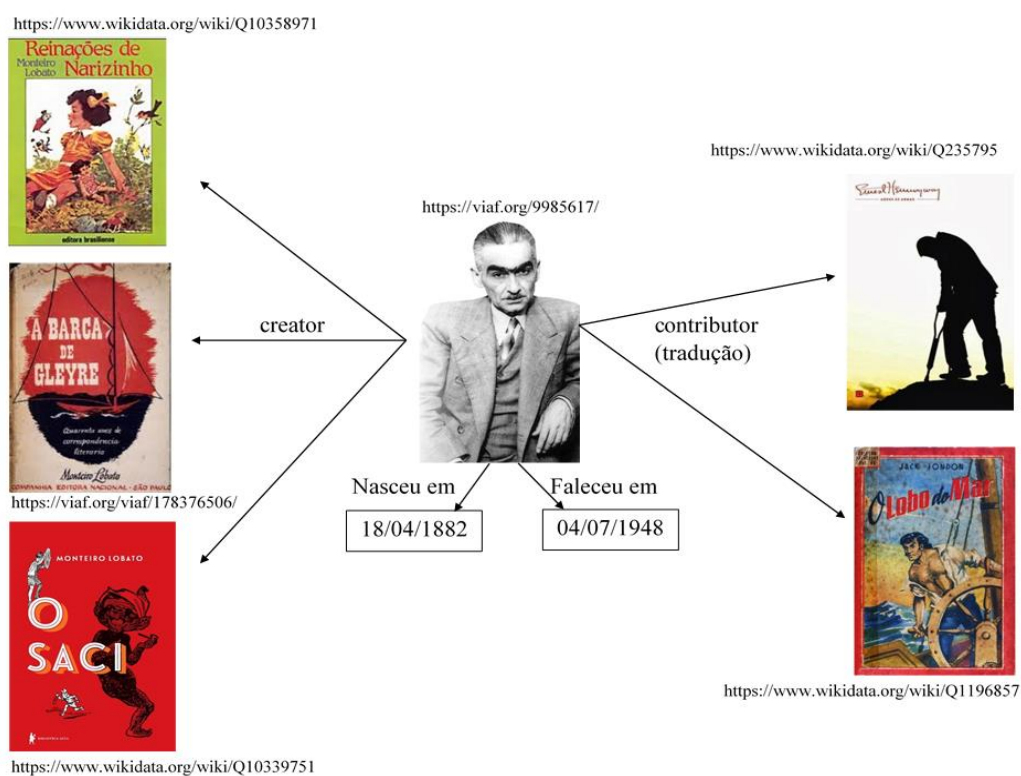 https://www.wikidata.org/wiki/Q10358971
Reinações de
Monteiro
Lobato
Narizinho
editora brasiliense
A BARCA
DE
GLEYRE
Quarenta anos de
correspondência
literaria
Monteiro Lobato
COMPANHIA EDITORA NACIONAL - SÃO PAULO
https://viaf.org/viaf/178376506/
MONTEIRO LOBATO
O
SACI
https://www.wikidata.org/wiki/Q10339751
creator
https://viaf.org/9985617/
Nasceu em
18/04/1882
Faleceu em
04/07/1948
contributor
(tradução)
https://www.wikidata.org/wiki/Q235795
Ernest Hemingway
JACK LONDON
O Lobo do Mar
https://www.wikidata.org/wiki/Q1196857